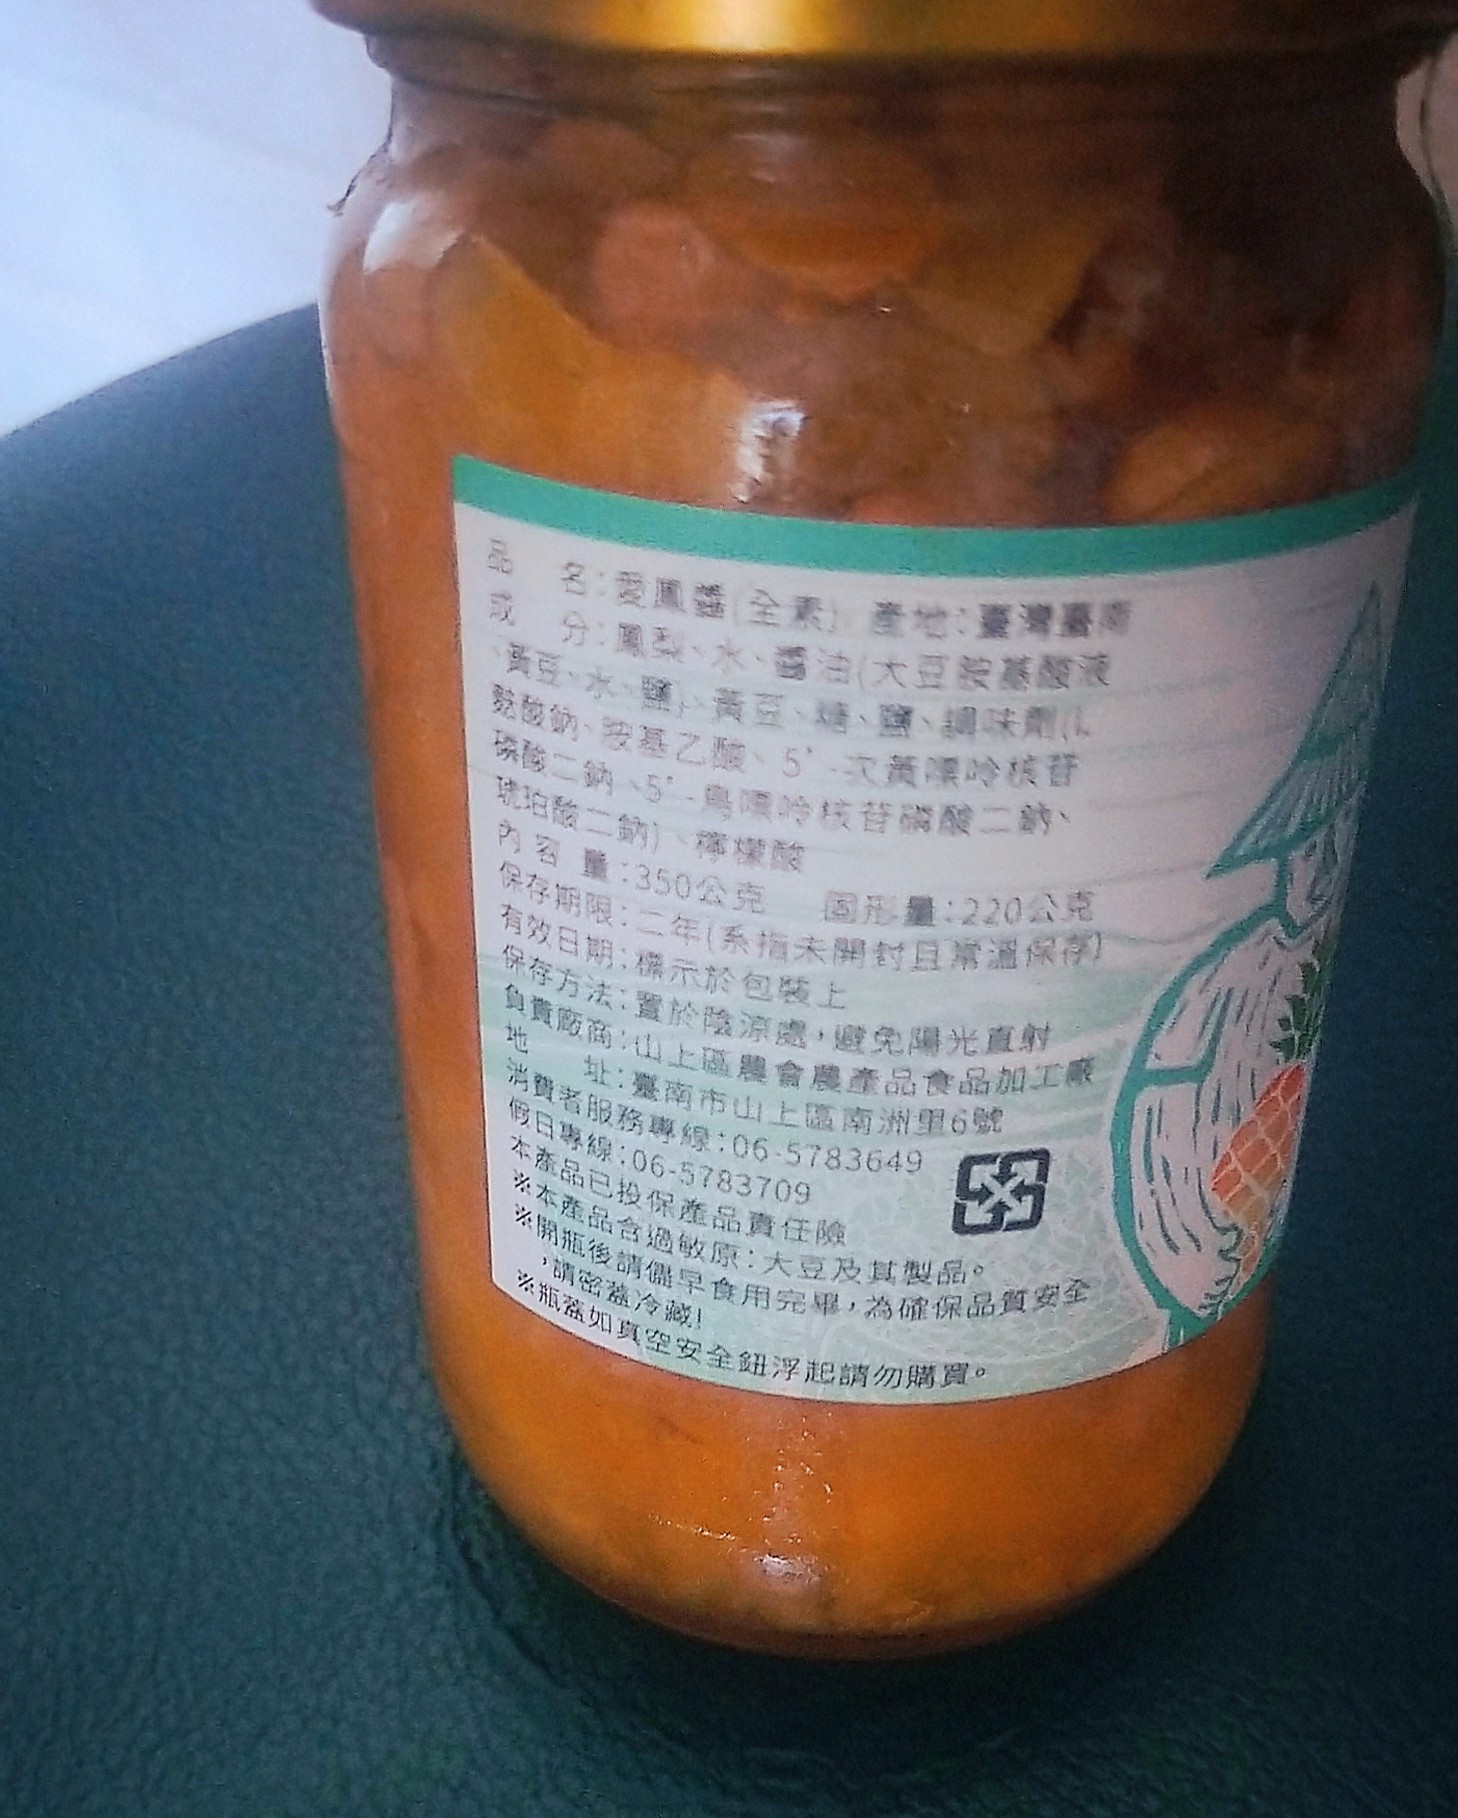 品 名：愛鳳醬(全素) 產地：臺灣臺南
成 分：鳳梨、水、醬油(大豆胺基酸液
、黃豆、水、鹽)、黃豆、糖、鹽、調味劑(L
麩酸鈉、胺基乙酸、5'-次黃嘌呤核苷
磷酸二鈉、5'-鳥嘌呤核苷磷酸二鈉、
琥珀酸二鈉)、檸檬酸
內 容 量：350公克 固形量：220公克
保存期限：二年(系指未開封且常溫保存)
有效日期：標示於包裝上
保存方法：置於陰涼處，避免陽光直射
負責廠商：山上區農會農產品食品加工廠
地 址：臺南市山上區南洲里6號
消費者服務專線：06-5783649
假日專線：06-5783709
本產品已投保產品責任險
※本產品含過敏原：大豆及其製品。
※開瓶後請儘早食用完畢，為確保品質安全
，請密蓋冷藏!
※瓶蓋如真空安全鈕浮起請勿購買。